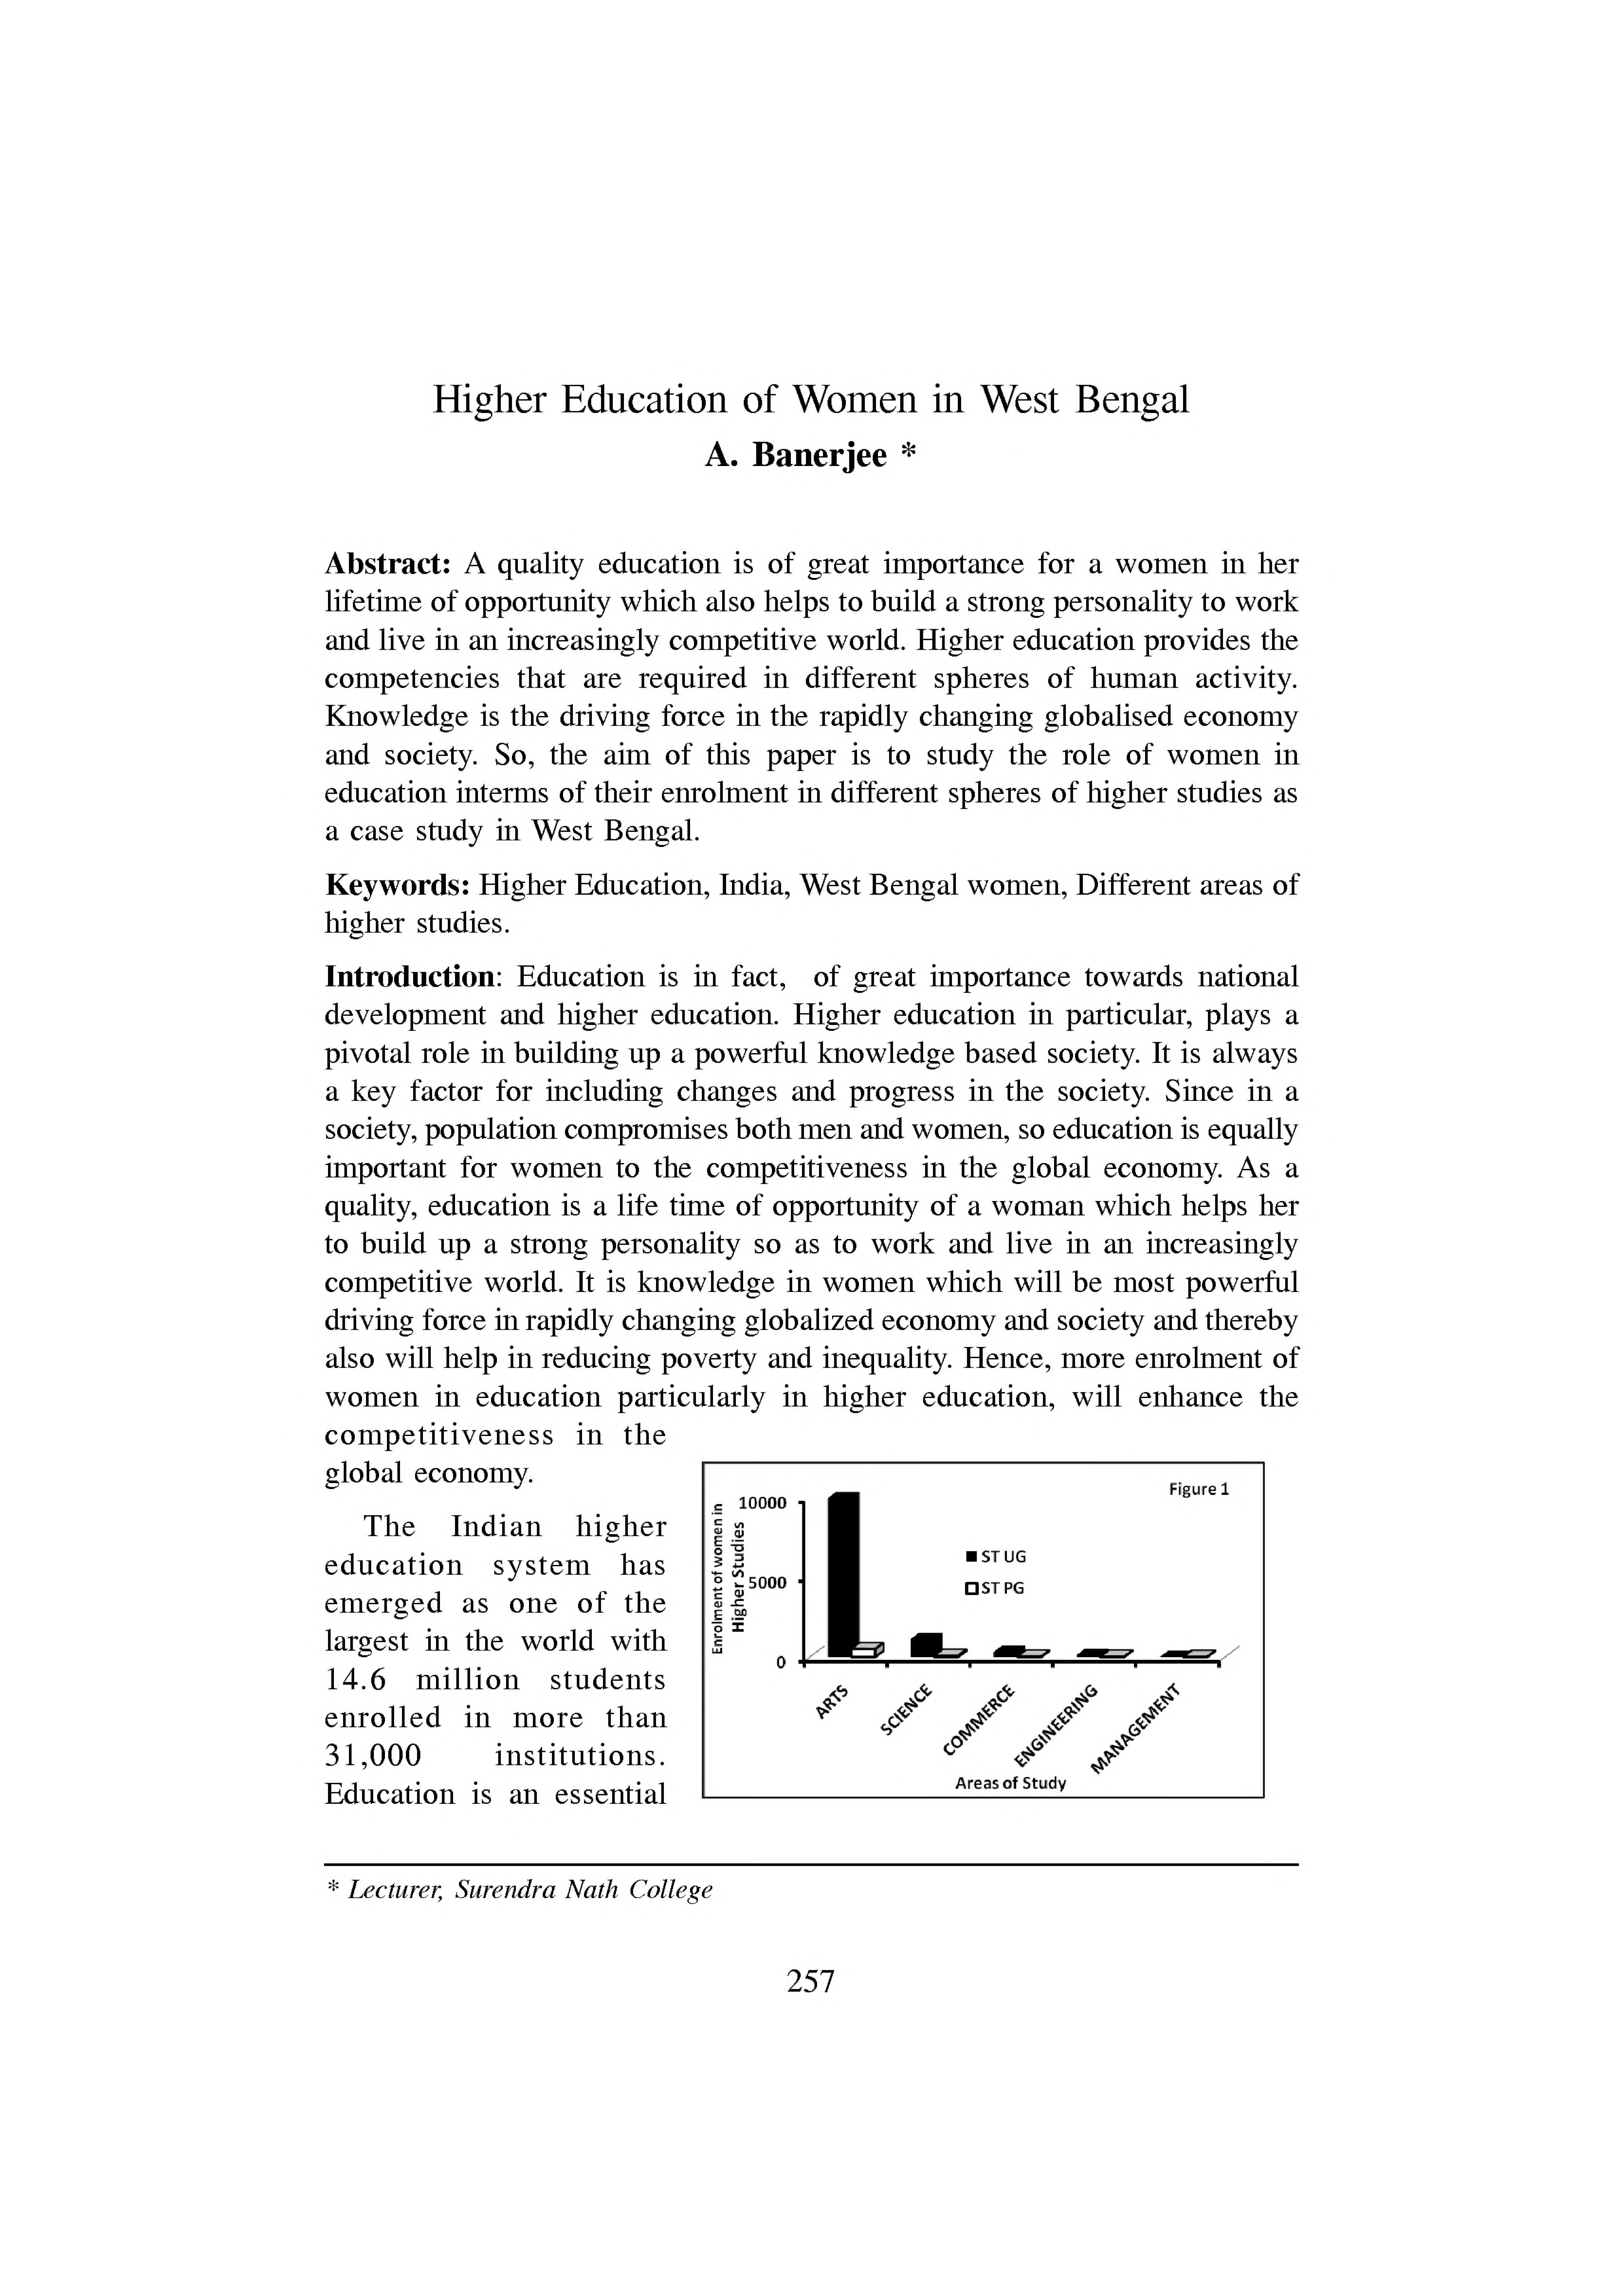 Higher Education of Women in West Bengal
A. Banerjee *
Abstract: A quality education is of great importance for a women in her
lifetime of opportunity which also helps to build a strong personality to work
and live in an increasingly competitive world. Higher education provides the
competencies that are required in different spheres of human activity.
Knowledge is the driving force in the rapidly changing globalised economy
and society. So, the aim of this paper is to study the role of women in
education interms of their enrolment in different spheres of higher studies as
a case study in West Bengal.
Keywords: Higher Education, India, West Bengal women, Different areas of
higher studies.
Introduction: Education is in fact, of great importance towards national
development and higher education. Higher education in particular, plays a
pivotal role in building up a powerful knowledge based society. It is always
a key factor for including changes and progress in the society. Since in a
society, population compromises both men and women, so education is equally
important for women to the competitiveness in the global economy. As a
quality, education is a life time of opportunity of a woman which helps her
to build up a strong personality so as to work and live in an increasingly
competitive world. It is knowledge in women which will be most powerful
driving force in rapidly changing globalized economy and society and thereby
also will help in reducing poverty and inequality. Hence, more enrolment of
women in education particularly in higher education, will enhance the
competitiveness in the
global economy.
The Indian higher
education system has
emerged as one of the
largest in the world with
14.6 million students
enrolled in more than
31,000 institutions.
Education is an essential
Figure 1
Enrolment of women in
Higher Studies
10000
5000
0
ST UG
ST PG
ARTS
SCIENCE
COMMERCE
ENGINEERING
MANAGEMENT
Areas of Study
* Lecturer, Surendra Nath College
257